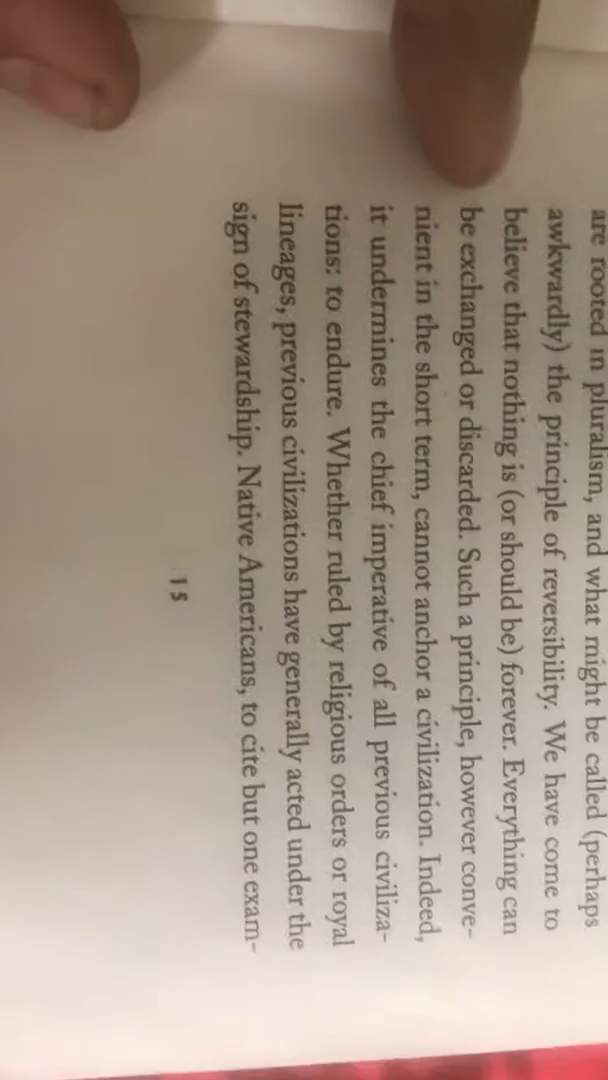 are rooted in pluralism, and what might be called (perhaps
awkwardly) the principle of reversibility. We have come to
believe that nothing is (or should be) forever. Everything can
be exchanged or discarded. Such a principle, however conve-
nient in the short term, cannot anchor a civilization. Indeed,
it undermines the chief imperative of all previous civiliza-
tions: to endure. Whether ruled by religious orders or royal
lineages, previous civilizations have generally acted under the
sign of stewardship. Native Americans, to cite but one exam-
15